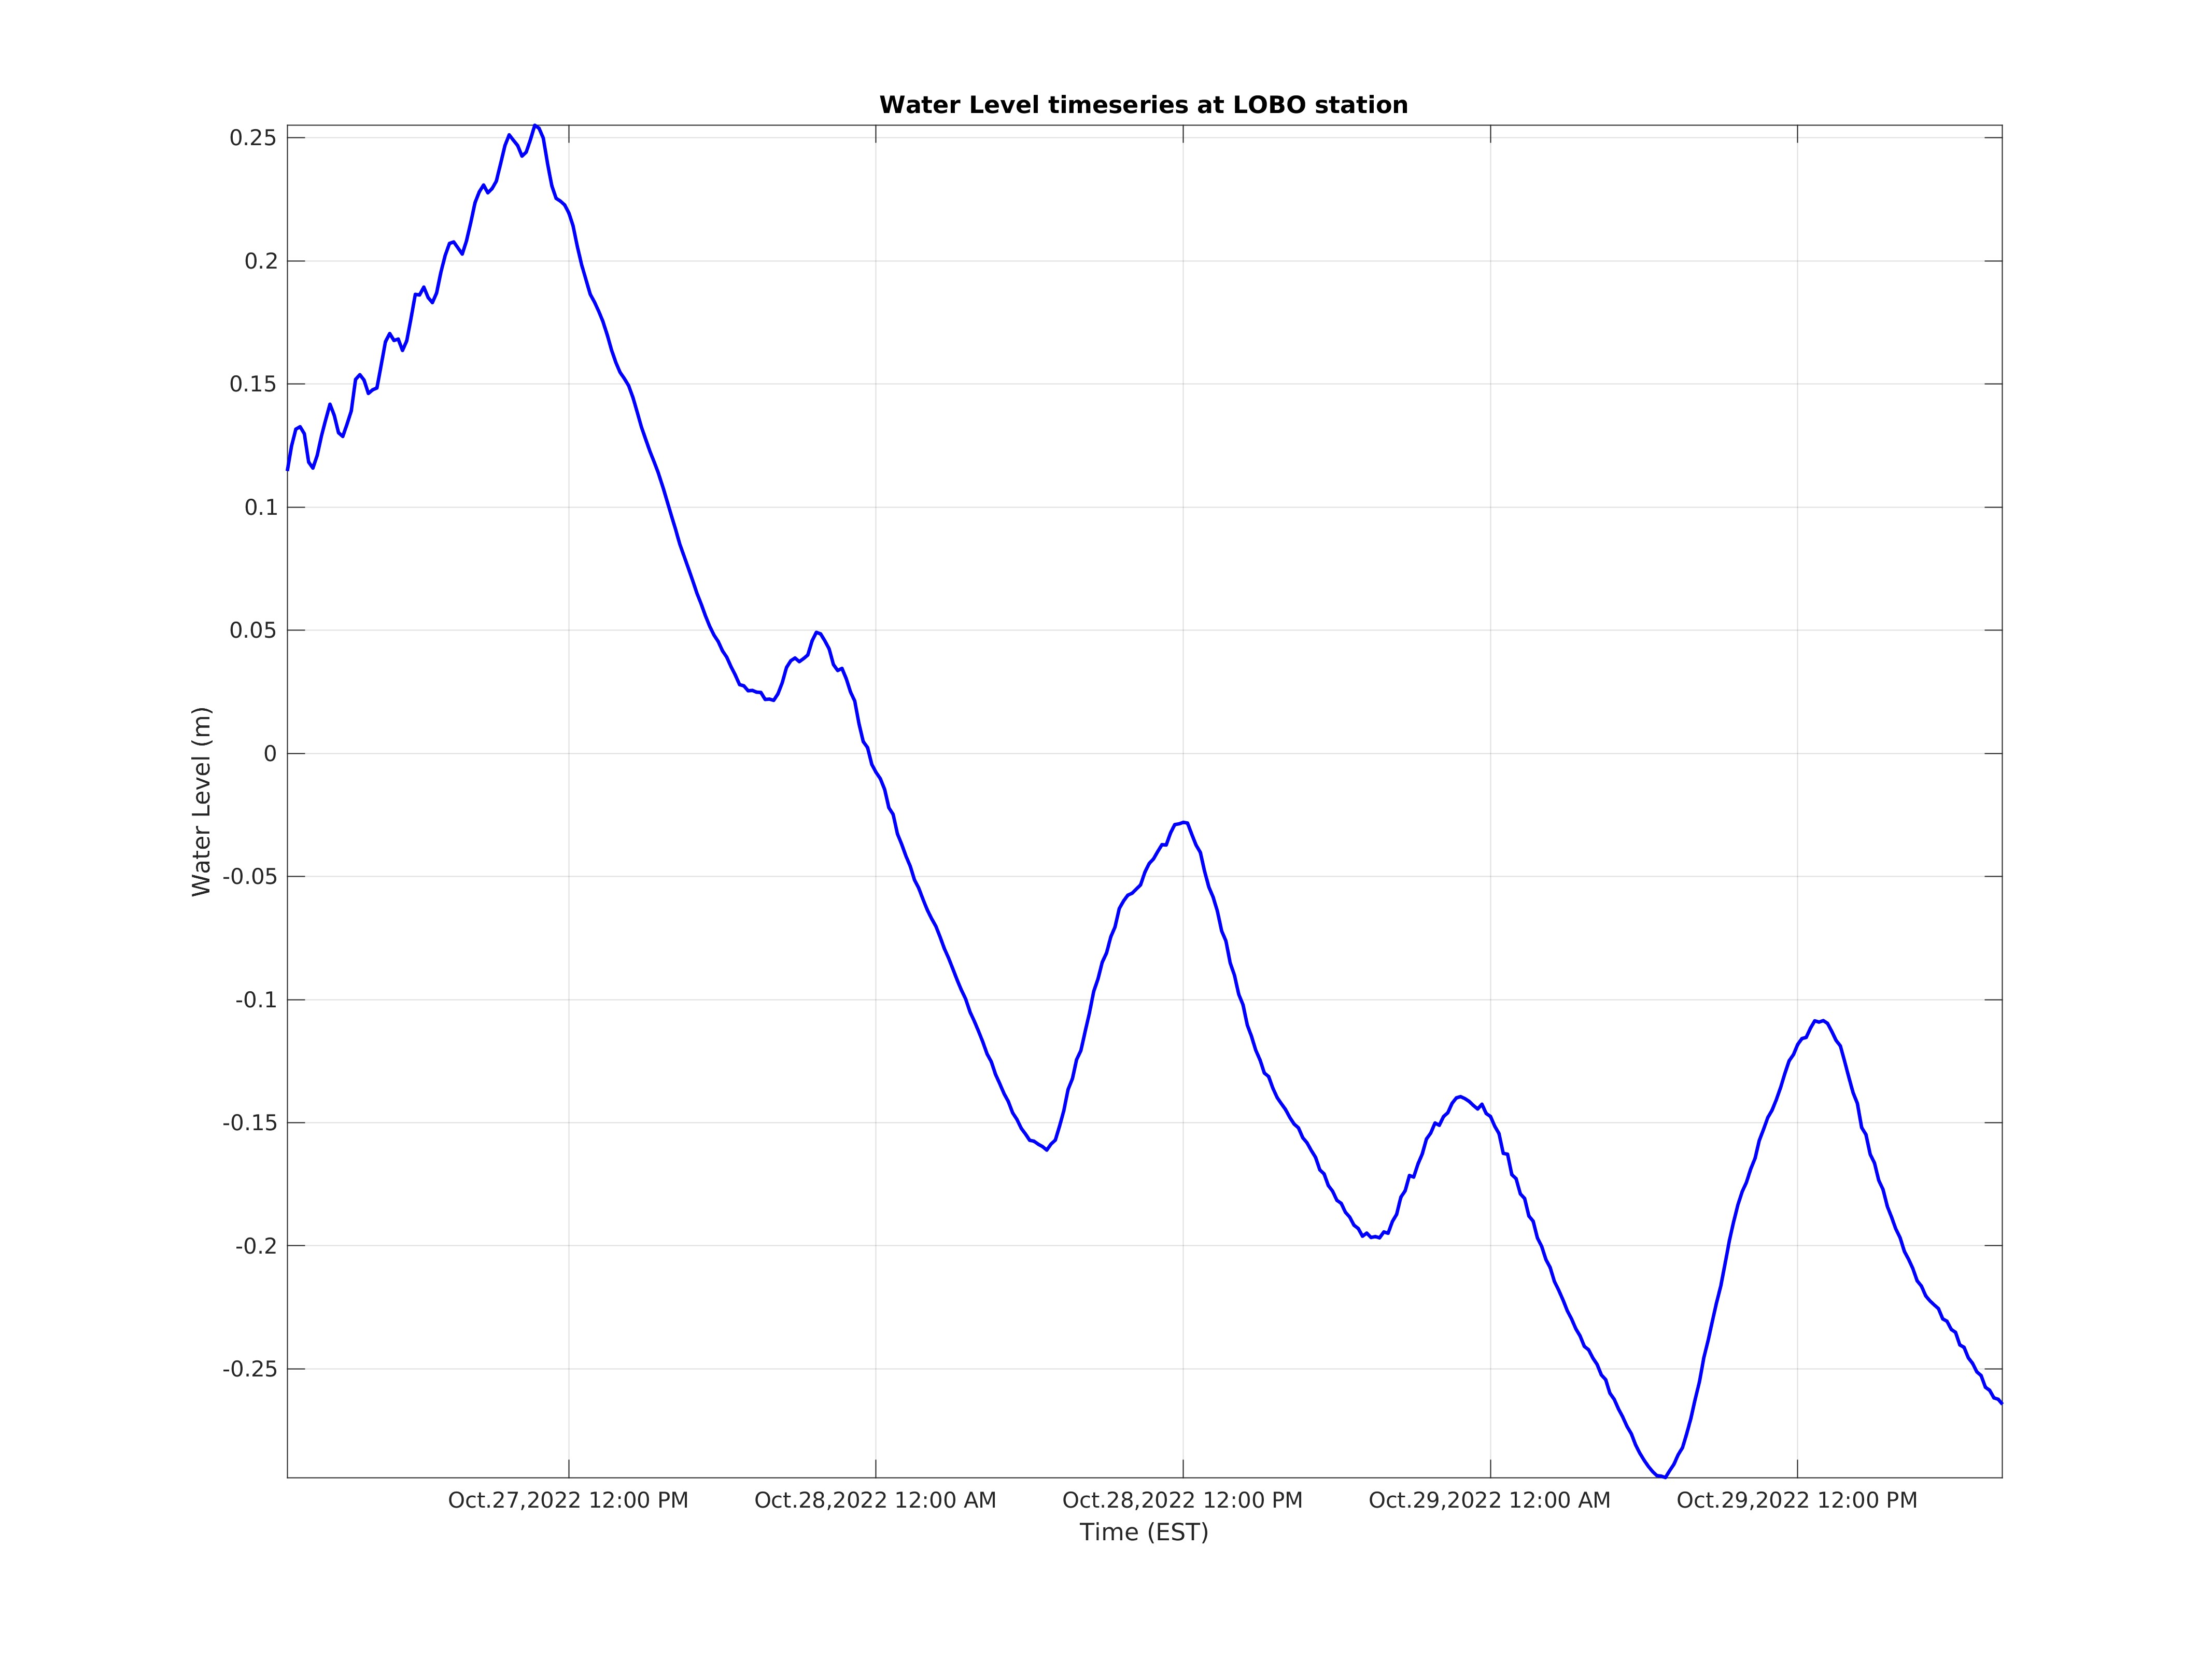 Water Level timeseries at LOBO station
0.25
0.2
0.15
0.1
0.05
0
-0.05
-0.1
-0.15
-0.2
-0.25
Water Level (m)
Oct.27,2022 12:00 PM Oct.28,2022 12:00 AM Oct.28,2022 12:00 PM Oct.29,2022 12:00 AM Oct.29,2022 12:00 PM
Time (EST)